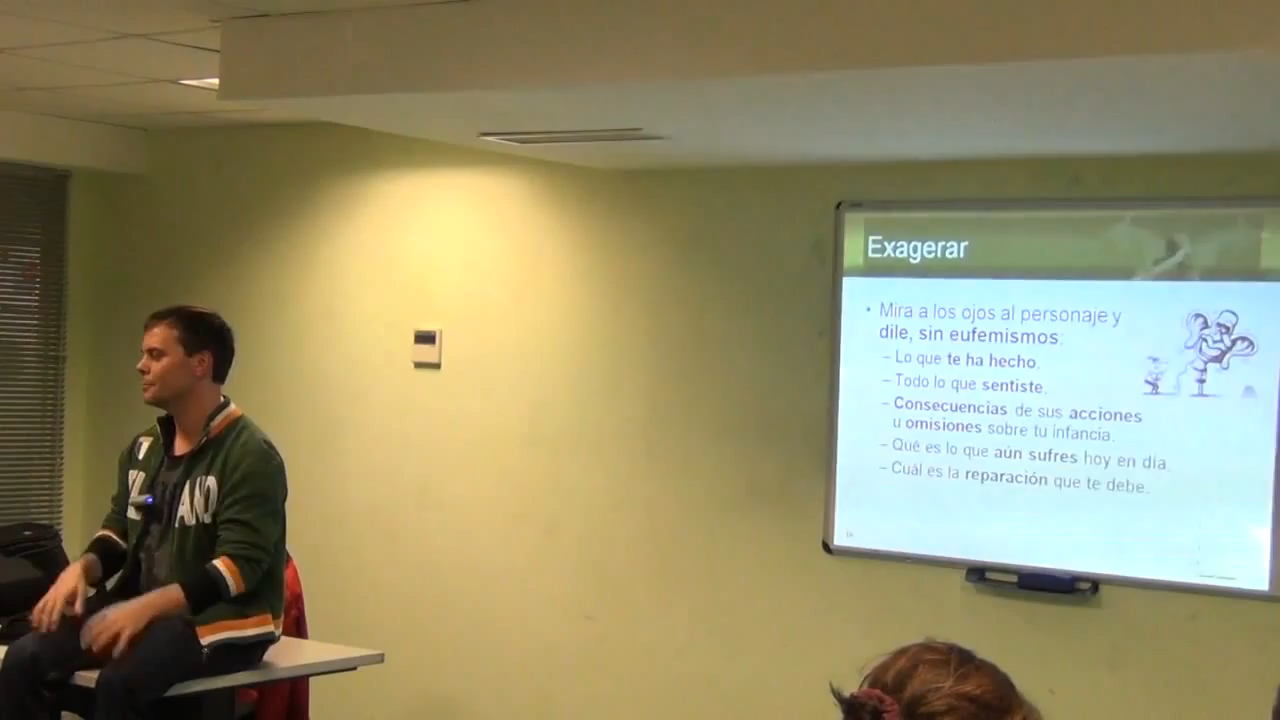 Exagerar
• Mira a los ojos al personaje y
dile, sin eufemismos:
– Lo que te ha hecho.
– Todo lo que sentiste.
– Consecuencias de sus acciones
u omisiones sobre tu infancia.
– Qué es lo que aún sufres hoy en día.
– Cuál es la reparación que te debe.